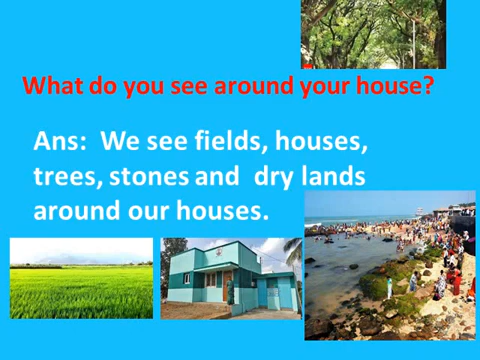 What do you see around your house?
Ans: We see fields, houses,
trees, stones and dry lands
around our houses.